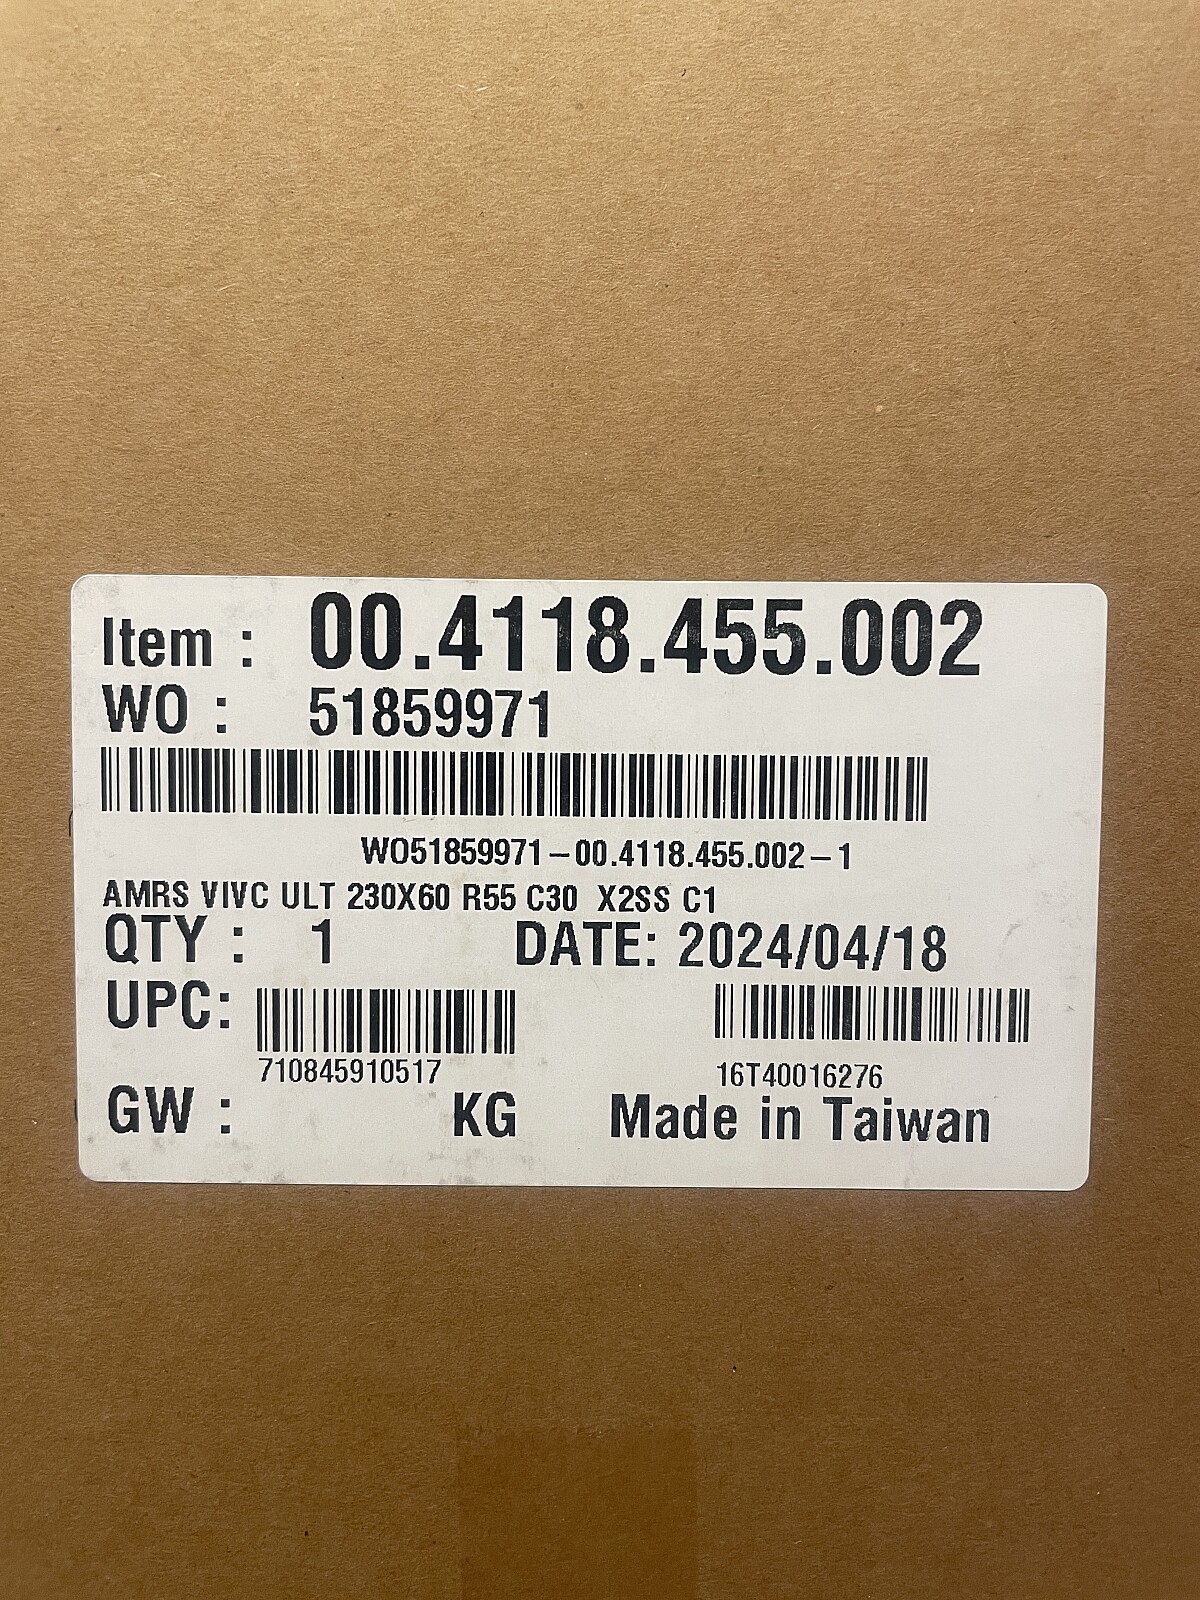 Item : 00.4118.455.002
WO : 51859971
WO51859971-00.4118.455.002-1
AMRS VIVC ULT 230X60 R55 C30 X2SS C1
QTY : 1 DATE: 2024/04/18
UPC:
710845910517 16T40016276
GW : KG Made in Taiwan